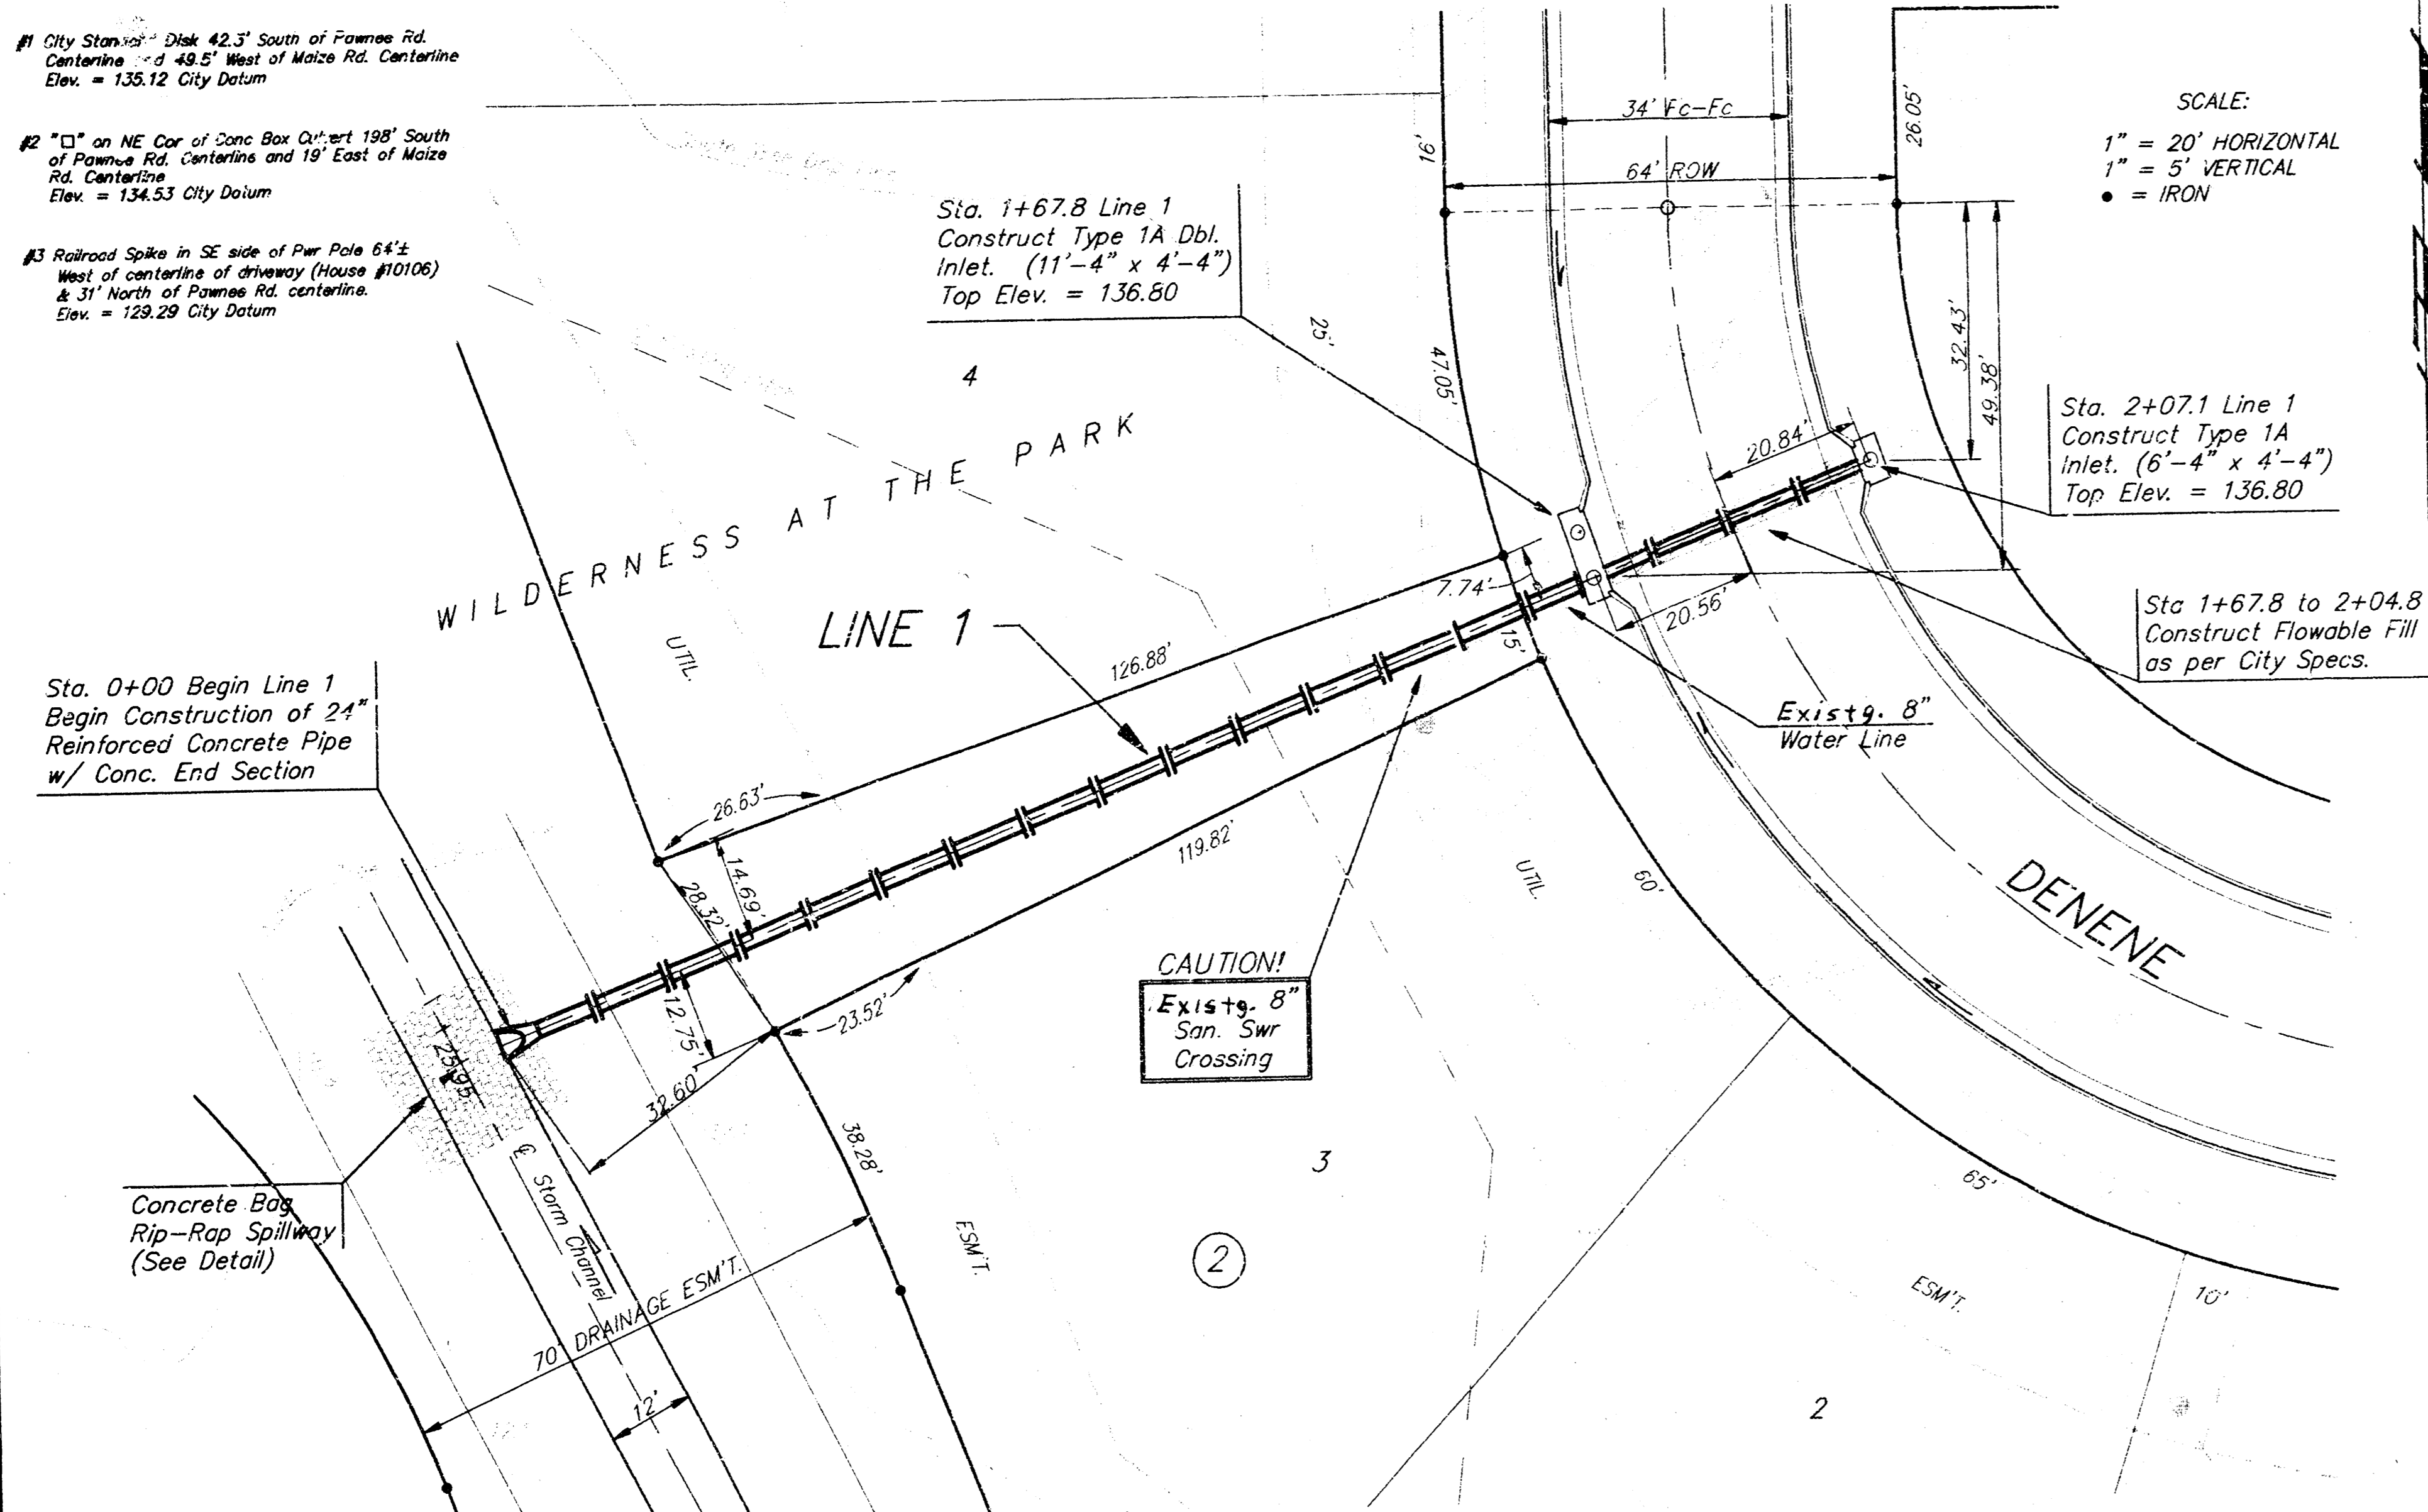 #1 City Standard Disk 42.3' South of Pawnee Rd.
Centerline and 49.5' West of Maize Rd. Centerline
Elev. = 135.12 City Datum
#2 "□" on NE Cor of Conc Box Culvert 198' South
of Pawnee Rd. Centerline and 19' East of Maize
Rd. Centerline
Elev. = 134.53 City Datum
#3 Railroad Spike in SE side of Pwr Pole 64'±
West of centerline of driveway (House #10106)
& 31' North of Pawnee Rd. centerline.
Elev. = 129.29 City Datum
SCALE:
1" = 20' HORIZONTAL
1" = 5' VERTICAL
● = IRON
34' Fc-Fc
64' ROW
16'
26.05'
Sta. 1+67.8 Line 1
Construct Type 1A Dbl.
Inlet. (11'-4" x 4'-4")
Top Elev. = 136.80
25'
47.05'
32.43'
49.38'
4
Sta. 2+07.1 Line 1
Construct Type 1A
Inlet. (6'-4" x 4'-4")
Top Elev. = 136.80
20.84'
WILDERNESS AT THE PARK
7.74'
20.56'
15'
Sta 1+67.8 to 2+04.8
Construct Flowable Fill
as per City Specs.
LINE 1
UTIL.
126.88'
Existg. 8"
Water Line
Sta. 0+00 Begin Line 1
Begin Construction of 24"
Reinforced Concrete Pipe
w/ Conc. End Section
26.63'
14.69'
28.32'
119.82'
UTIL.
60'
DENENE
CAUTION!
Existg. 8"
San. Swr
Crossing
12.75'
23.52'
32.60'
25.95
38.28'
℄ Storm Channel
Concrete Bag
Rip-Rap Spillway
(See Detail)
3
2
ESM'T.
65'
70' DRAINAGE ESM'T.
ESM'T.
10'
12'
2